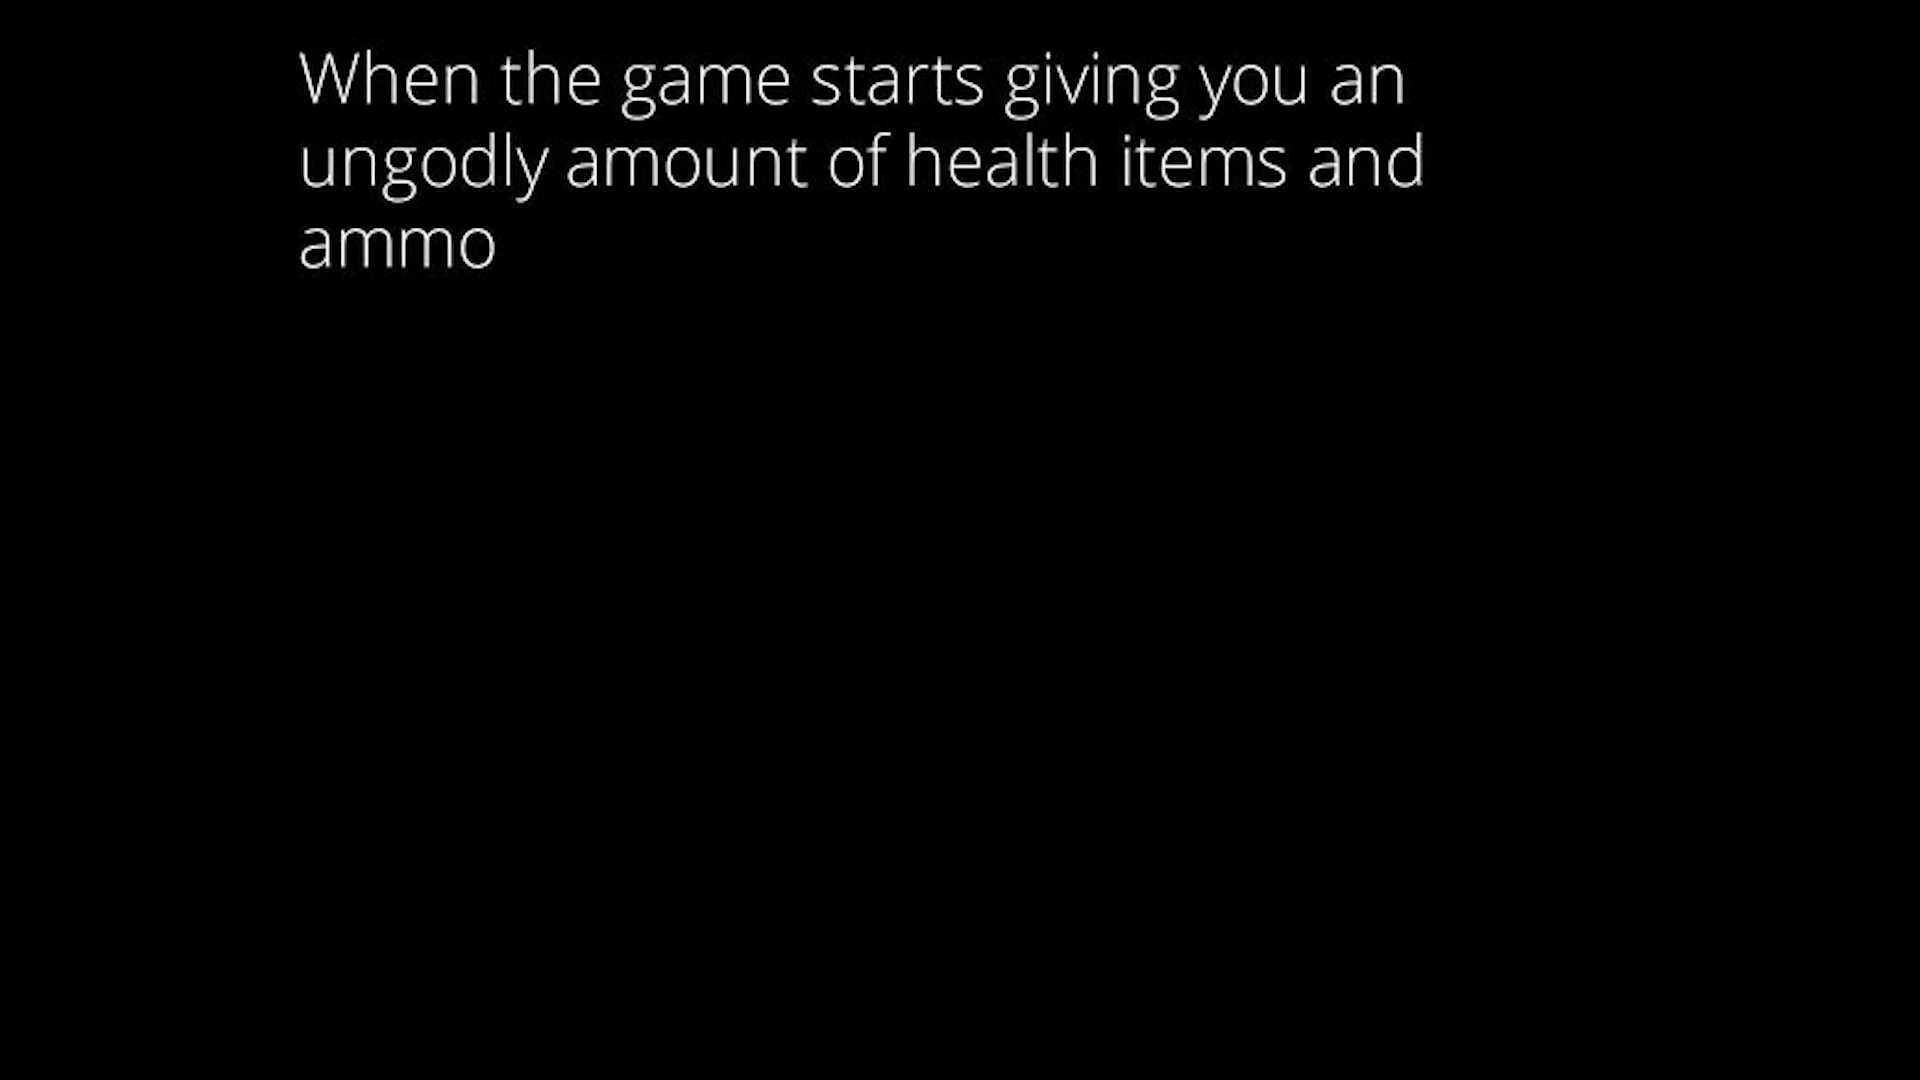 When the game starts giving you an
ungodly amount of health items and
ammo